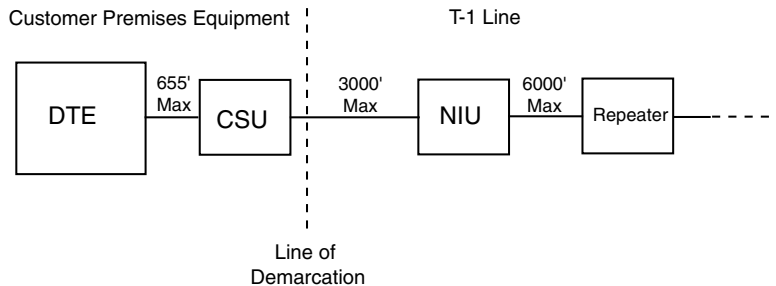 Customer Premises Equipment
T-1 Line
DTE
655'
Max
CSU
3000'
Max
NIU
6000'
Max
Repeater
Line of
Demarcation